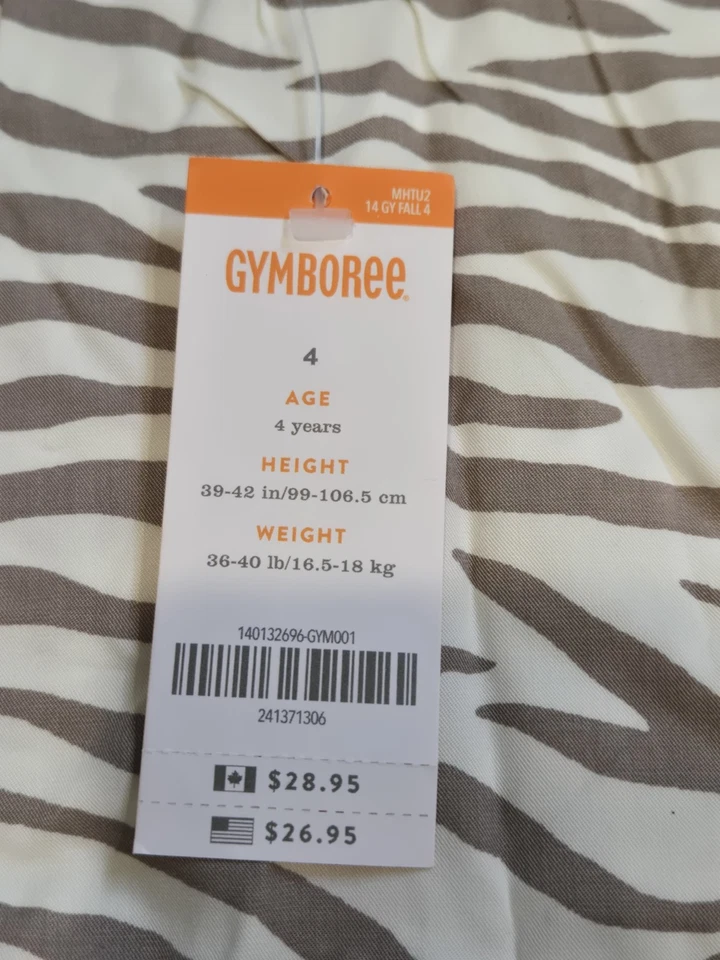 MHTU2
14 GY FALL 4
GYMBOREE®
4
AGE
4 years
HEIGHT
39-42 in/99-106.5 cm
WEIGHT
36-40 lb/16.5-18 kg
140132696-GYM001
241371306
$28.95
$26.95